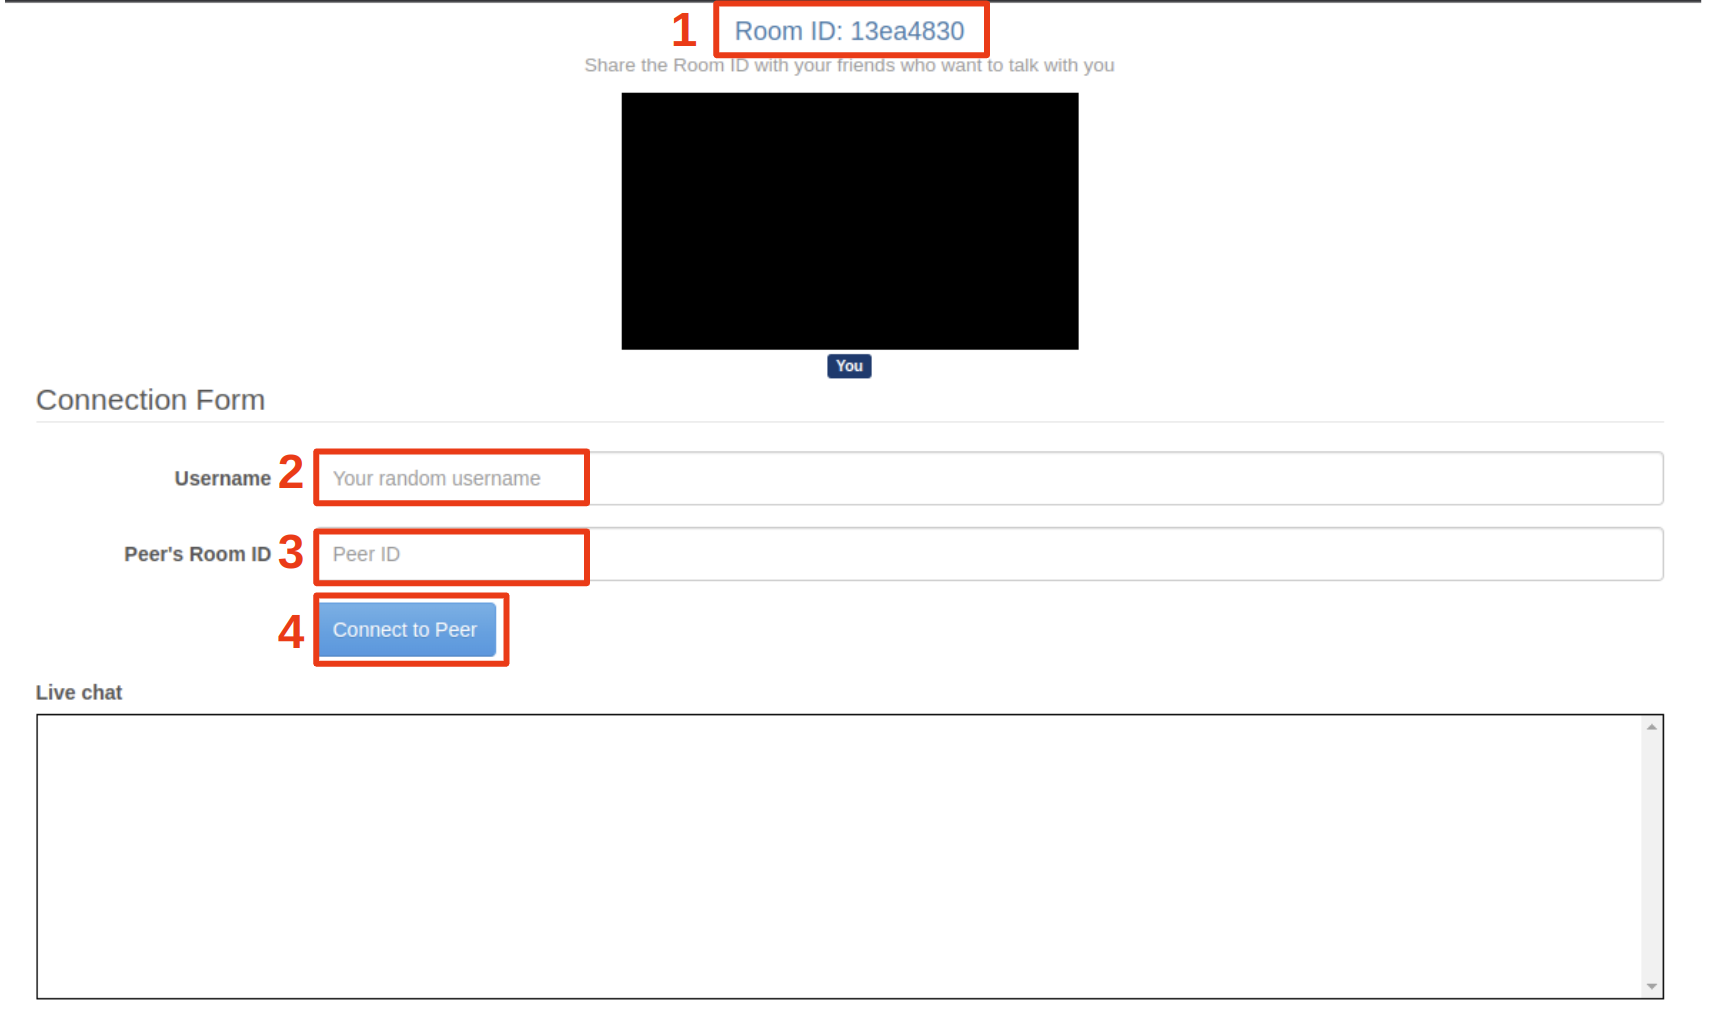 1 Room ID: 13ea4830
Share the Room ID with your friends who want to talk with you
You
Connection Form
Username 2 Your random username
Peer's Room ID 3 Peer ID
4 Connect to Peer
Live chat